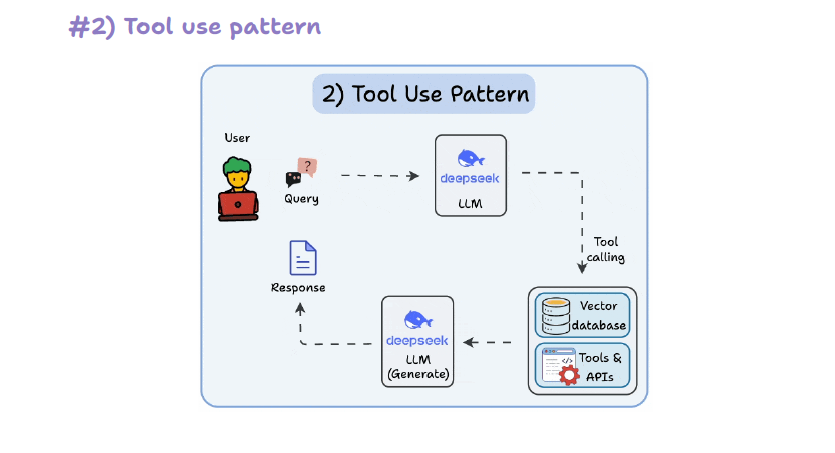 #2) Tool use pattern
2) Tool Use Pattern
User
?
Query
deepseek
LLM
Tool
calling
Vector
database
</>
Tools &
APIs
deepseek
LLM
(Generate)
Response